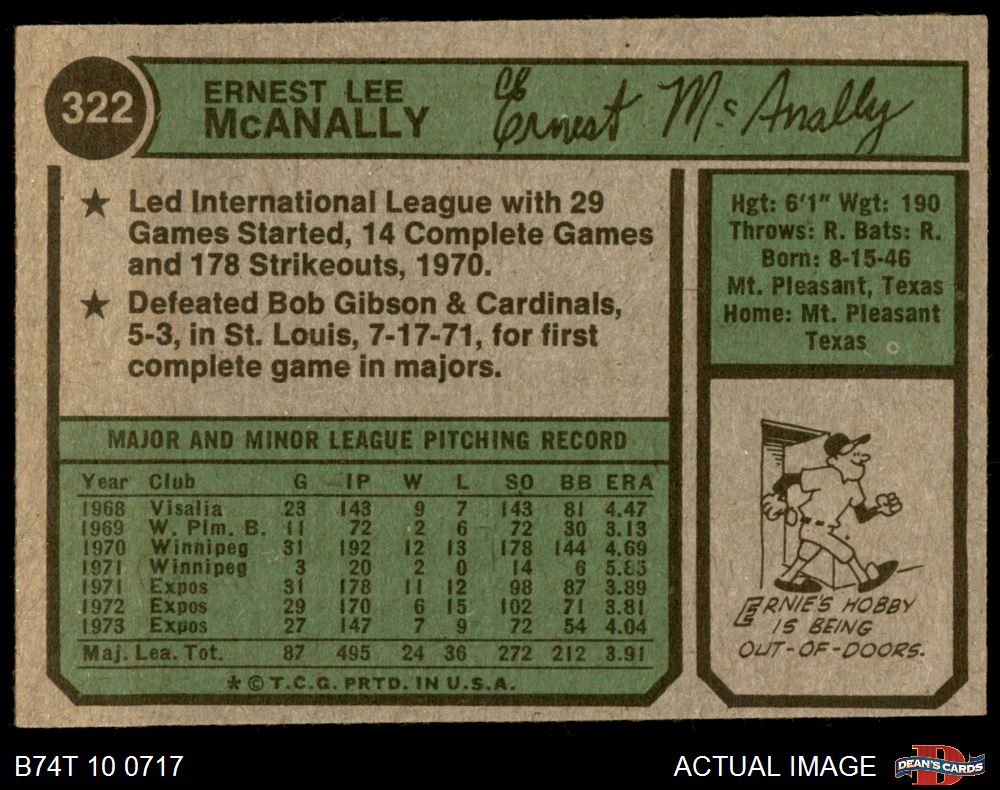 322
ERNEST LEE
McANALLY
Ernest McAnally
★ Led International League with 29
Games Started, 14 Complete Games
and 178 Strikeouts, 1970.
★ Defeated Bob Gibson & Cardinals,
5-3, in St. Louis, 7-17-71, for first
complete game in majors.
Hgt: 6'1" Wgt: 190
Throws: R. Bats: R.
Born: 8-15-46
Mt. Pleasant, Texas
Home: Mt. Pleasant
Texas
MAJOR AND MINOR LEAGUE PITCHING RECORD
Year Club G IP W L SO BB ERA
1968 Visalia 23 143 9 7 143 81 4.47
1969 W. Plm. B. 11 72 2 6 72 30 3.13
1970 Winnipeg 31 192 12 13 178 144 4.69
1971 Winnipeg 3 20 2 0 14 6 5.85
1971 Expos 31 178 11 12 98 87 3.89
1972 Expos 29 170 6 15 102 71 3.81
1973 Expos 27 147 7 9 72 54 4.04
Maj. Lea. Tot. 87 495 24 36 272 212 3.91
* © T.C.G. PRTD. IN U.S.A.
ERNIE'S HOBBY
IS BEING
OUT-OF-DOORS.
B74T 10 0717
ACTUAL IMAGE
DEAN'S CARDS